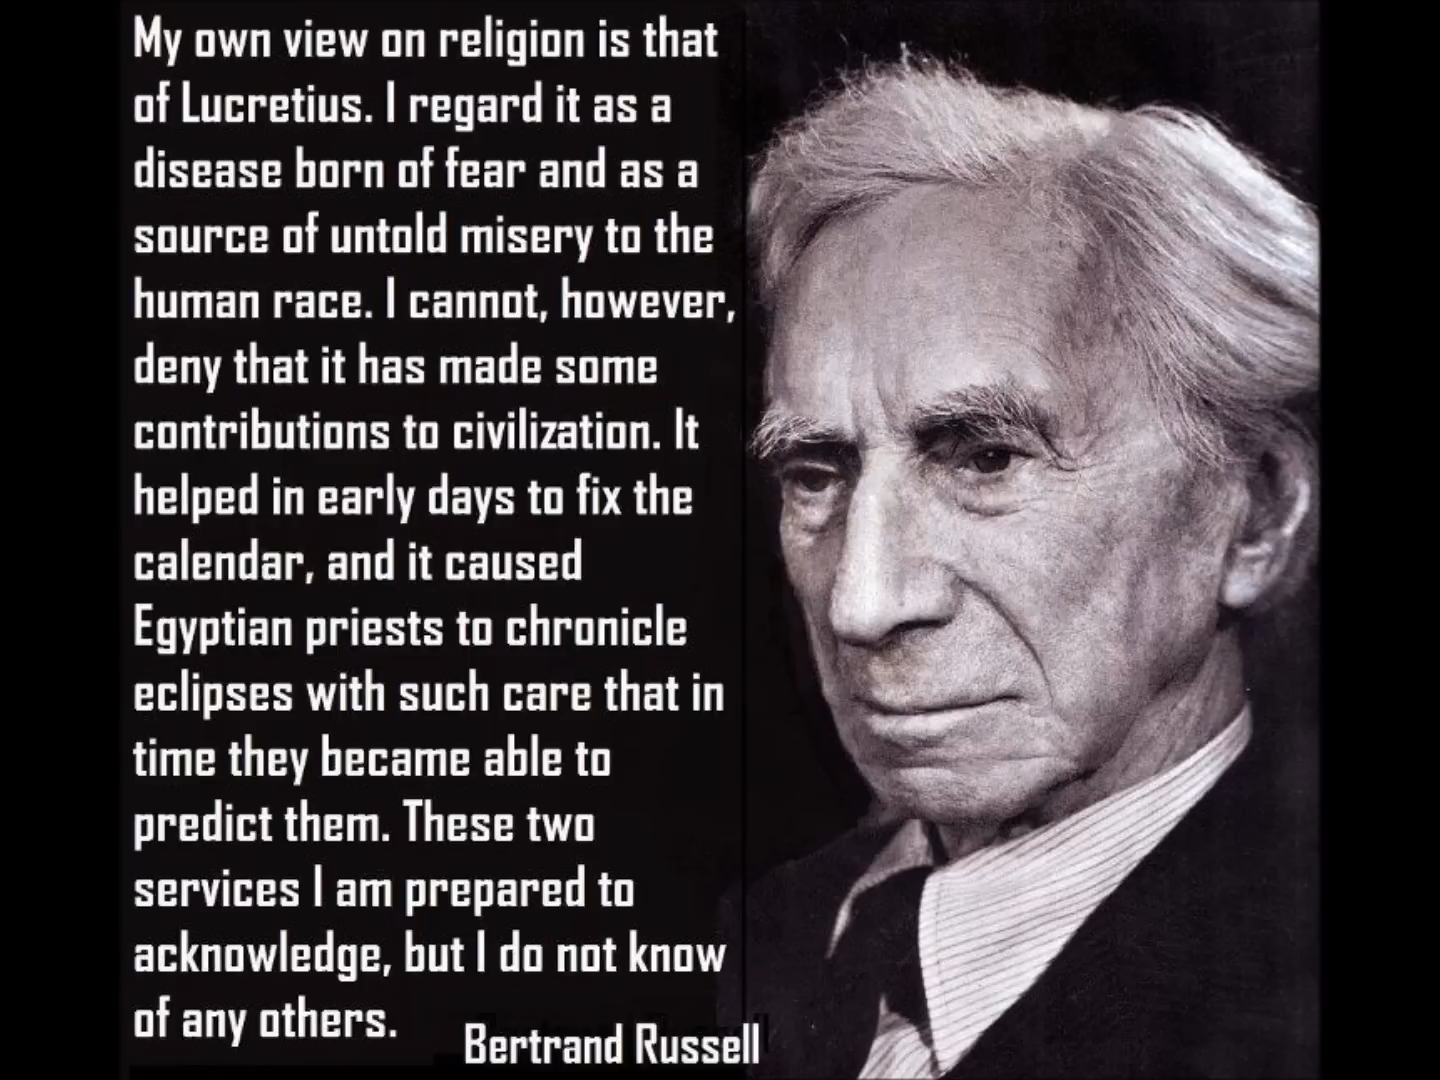 My own view on religion is that
of Lucretius. I regard it as a
disease born of fear and as a
source of untold misery to the
human race. I cannot, however,
deny that it has made some
contributions to civilization. It
helped in early days to fix the
calendar, and it caused
Egyptian priests to chronicle
eclipses with such care that in
time they became able to
predict them. These two
services I am prepared to
acknowledge, but I do not know
of any others.
Bertrand Russell